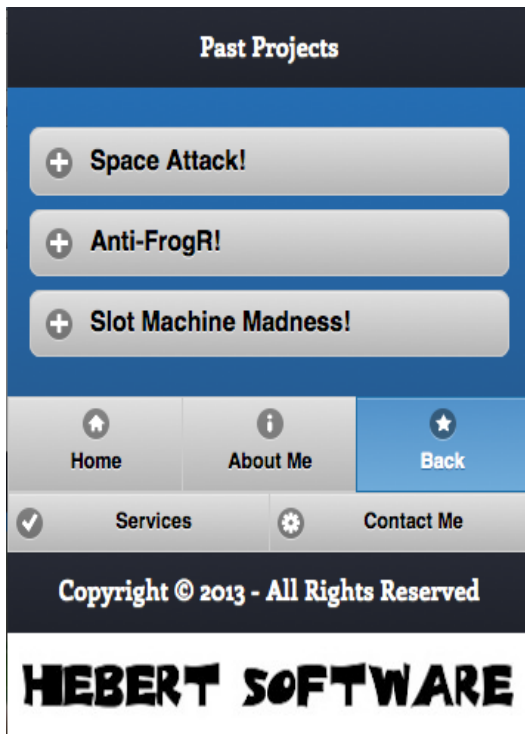 Past Projects
Space Attack!
Anti-FrogR!
Slot Machine Madness!
Home About Me Back
Services Contact Me
Copyright © 2013 - All Rights Reserved
HEBERT SOFTWARE